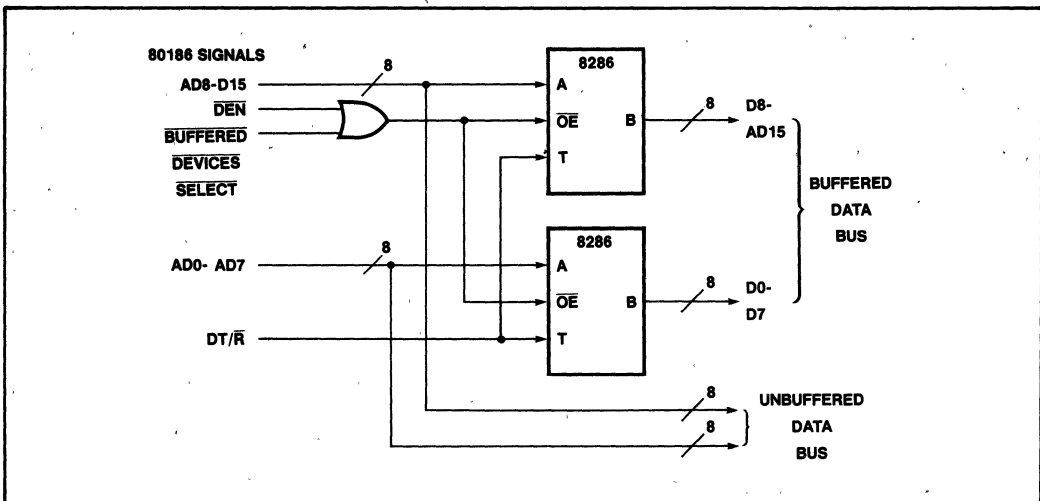 80186 SIGNALS
AD8-D15
8
DEN
BUFFERED
DEVICES
SELECT
8286
A
OE
T
B
8
D8-
AD15
BUFFERED
DATA
BUS
AD0- AD7
8
8286
A
OE
T
B
8
D0-
D7
DT/R̅
8
8
UNBUFFERED
DATA
BUS